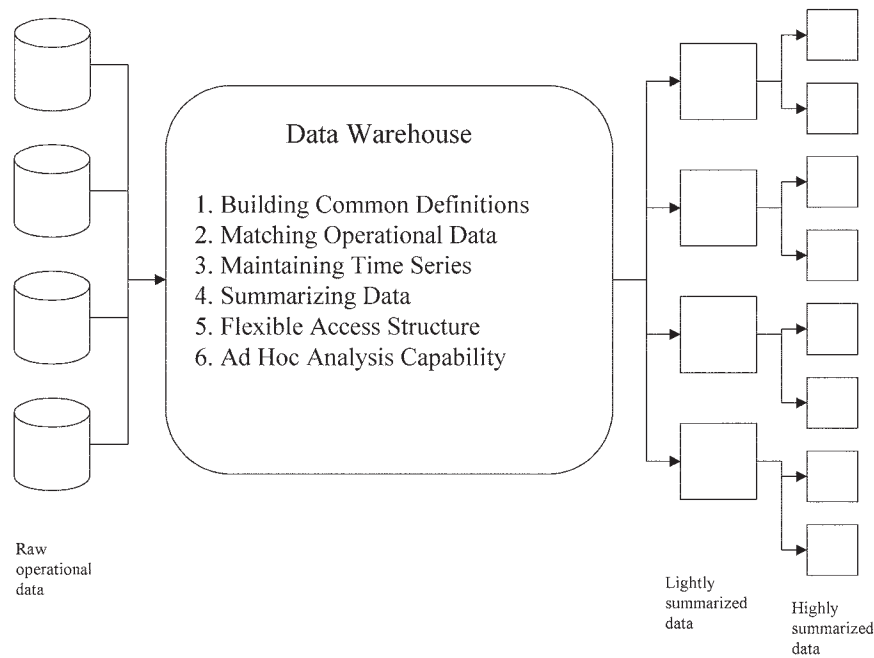 Data Warehouse
1. Building Common Definitions
2. Matching Operational Data
3. Maintaining Time Series
4. Summarizing Data
5. Flexible Access Structure
6. Ad Hoc Analysis Capability
Raw
operational
data
Lightly
summarized
data
Highly
summarized
data